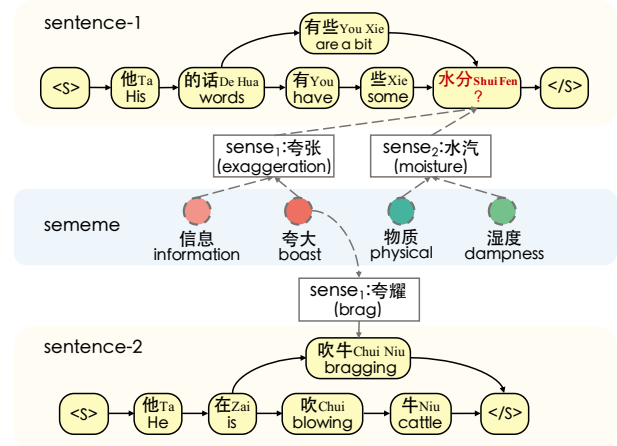 sentence-1
有些You Xie
are a bit
<S>
他Ta
His
的话De Hua
words
有You
have
些Xie
some
水分Shui Fen
?
</S>
sense1:夸张
(exaggeration)
sense2:水汽
(moisture)
sememe
信息
information
夸大
boast
物质
physical
湿度
dampness
sense1:夸耀
(brag)
sentence-2
吹牛Chui Niu
bragging
<S>
他Ta
He
在Zai
is
吹Chui
blowing
牛Niu
cattle
</S>